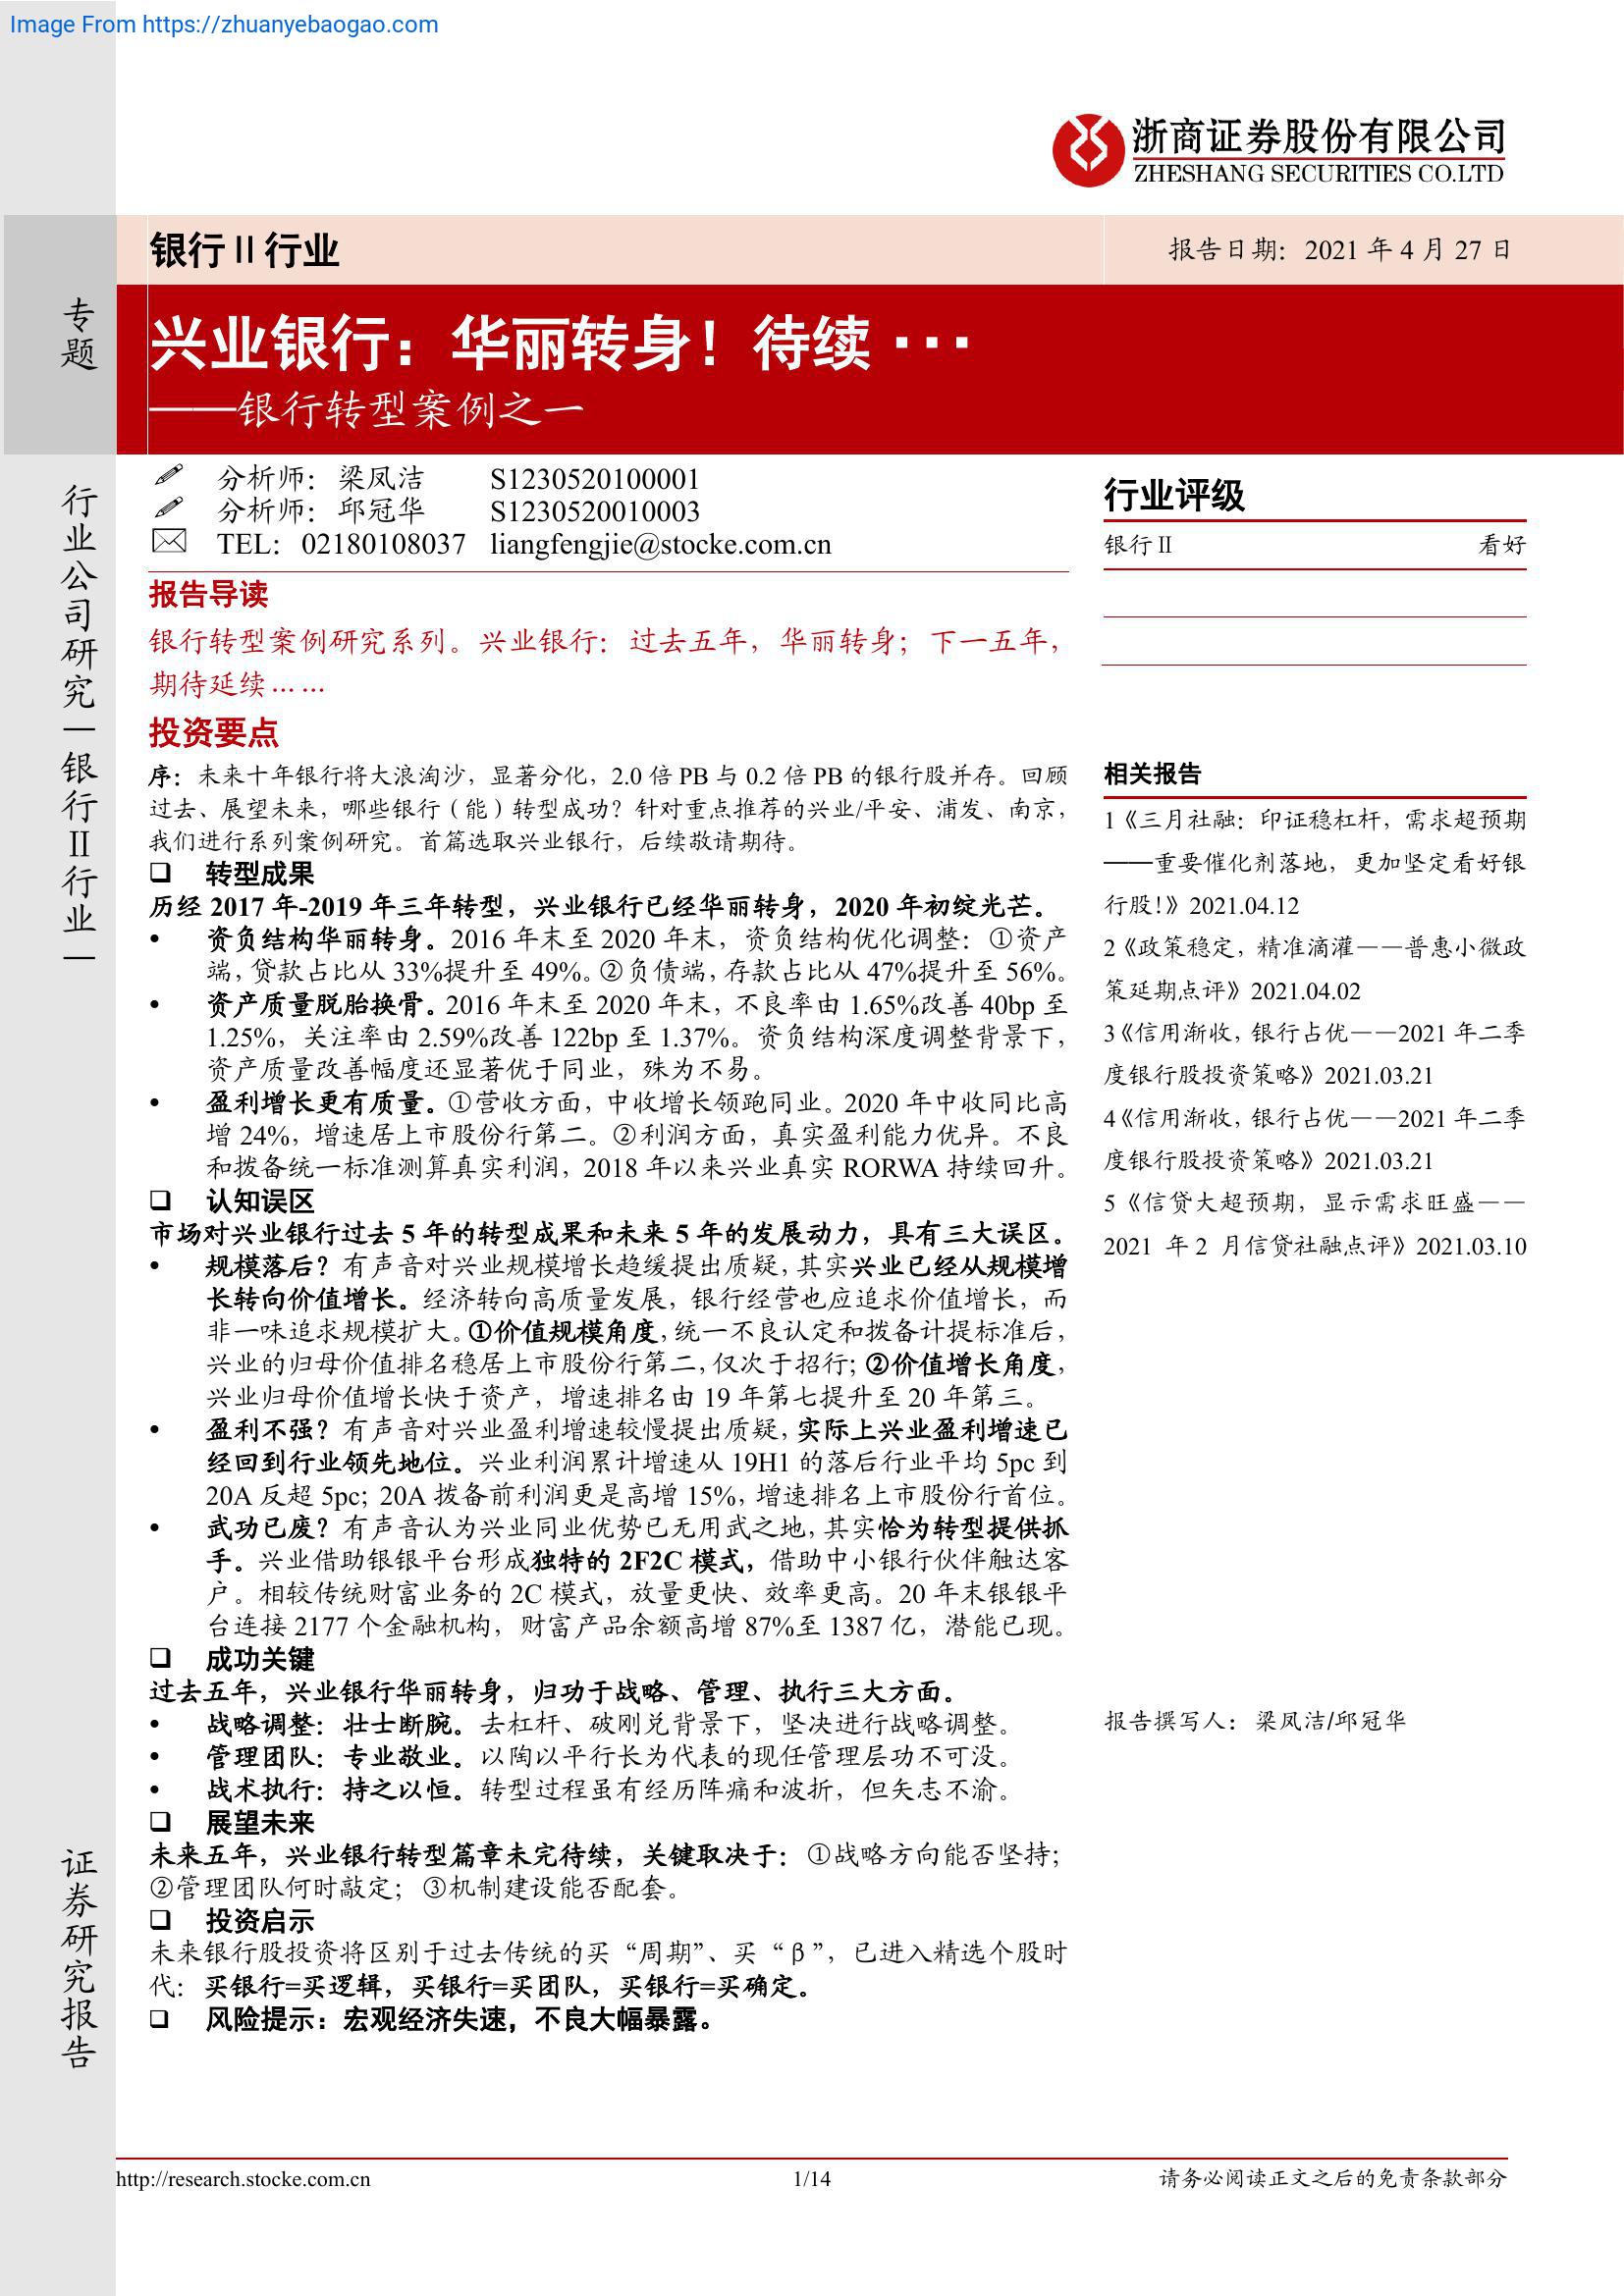 Image From https://zhuanyebaogao.com
浙商证券股份有限公司
ZHESHANG SECURITIES CO.LTD
银行Ⅱ行业
报告日期：2021 年 4 月 27 日
专题
兴业银行：华丽转身！待续 ···
——银行转型案例之一
行业公司研究|银行Ⅱ行业|
分析师：梁凤洁 S1230520100001
分析师：邱冠华 S1230520010003
TEL：02180108037 liangfengjie@stocke.com.cn
报告导读
银行转型案例研究系列。兴业银行：过去五年，华丽转身；下一五年，
期待延续……
投资要点
序：未来十年银行将大浪淘沙，显著分化，2.0 倍 PB 与 0.2 倍 PB 的银行股并存。回顾
过去、展望未来，哪些银行（能）转型成功？针对重点推荐的兴业/平安、浦发、南京，
我们进行系列案例研究。首篇选取兴业银行，后续敬请期待。
❑ 转型成果
历经 2017 年-2019 年三年转型，兴业银行已经华丽转身，2020 年初绽光芒。
• 资负结构华丽转身。2016 年末至 2020 年末，资负结构优化调整：①资产
端，贷款占比从 33%提升至 49%。②负债端，存款占比从 47%提升至 56%。
• 资产质量脱胎换骨。2016 年末至 2020 年末，不良率由 1.65%改善 40bp 至
1.25%，关注率由 2.59%改善 122bp 至 1.37%。资负结构深度调整背景下，
资产质量改善幅度还显著优于同业，殊为不易。
• 盈利增长更有质量。①营收方面，中收增长领跑同业。2020 年中收同比高
增 24%，增速居上市股份行第二。②利润方面，真实盈利能力优异。不良
和拨备统一标准测算真实利润，2018 年以来兴业真实 RORWA 持续回升。
❑ 认知误区
市场对兴业银行过去 5 年的转型成果和未来 5 年的发展动力，具有三大误区。
• 规模落后？有声音对兴业规模增长趋缓提出质疑，其实兴业已经从规模增
长转向价值增长。经济转向高质量发展，银行经营也应追求价值增长，而
非一味追求规模扩大。①价值规模角度，统一不良认定和拨备计提标准后，
兴业的归母价值排名稳居上市股份行第二，仅次于招行；②价值增长角度，
兴业归母价值增长快于资产，增速排名由 19 年第七提升至 20 年第三。
• 盈利不强？有声音对兴业盈利增速较慢提出质疑，实际上兴业盈利增速已
经回到行业领先地位。兴业利润累计增速从 19H1 的落后行业平均 5pc 到
20A 反超 5pc；20A 拨备前利润更是高增 15%，增速排名上市股份行首位。
• 武功已废？有声音认为兴业同业优势已无用武之地，其实恰为转型提供抓
手。兴业借助银银平台形成独特的 2F2C 模式，借助中小银行伙伴触达客
户。相较传统财富业务的 2C 模式，放量更快、效率更高。20 年末银银平
台连接 2177 个金融机构，财富产品余额高增 87%至 1387 亿，潜能已现。
❑ 成功关键
过去五年，兴业银行华丽转身，归功于战略、管理、执行三大方面。
• 战略调整：壮士断腕。去杠杆、破刚兑背景下，坚决进行战略调整。
• 管理团队：专业敬业。以陶以平行长为代表的现任管理层功不可没。
• 战术执行：持之以恒。转型过程虽有经历阵痛和波折，但矢志不渝。
❑ 展望未来
未来五年，兴业银行转型篇章未完待续，关键取决于：①战略方向能否坚持；
②管理团队何时敲定；③机制建设能否配套。
❑ 投资启示
未来银行股投资将区别于过去传统的买“周期”、买“β”，已进入精选个股时
代：买银行=买逻辑，买银行=买团队，买银行=买确定。
❑ 风险提示：宏观经济失速，不良大幅暴露。
行业评级
银行Ⅱ 看好
相关报告
1《三月社融：印证稳杠杆，需求超预期
——重要催化剂落地，更加坚定看好银
行股！》2021.04.12
2《政策稳定，精准滴灌——普惠小微政
策延期点评》2021.04.02
3《信用渐收，银行占优——2021 年二季
度银行股投资策略》2021.03.21
4《信用渐收，银行占优——2021 年二季
度银行股投资策略》2021.03.21
5《信贷大超预期，显示需求旺盛——
2021 年 2 月信贷社融点评》2021.03.10
报告撰写人：梁凤洁/邱冠华
证券研究报告
http://research.stocke.com.cn
1/14
请务必阅读正文之后的免责条款部分